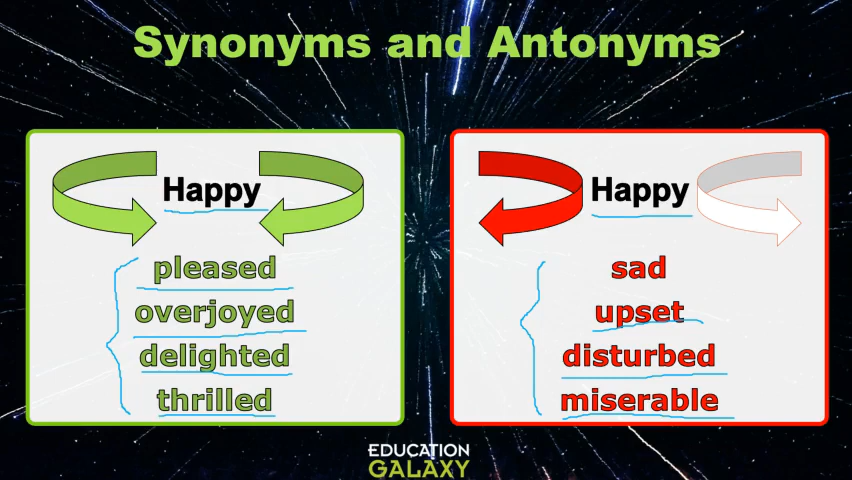 Synonyms and Antonyms
Happy
pleased
overjoyed
delighted
thrilled
Happy
sad
upset
disturbed
miserable
EDUCATION
GALAXY